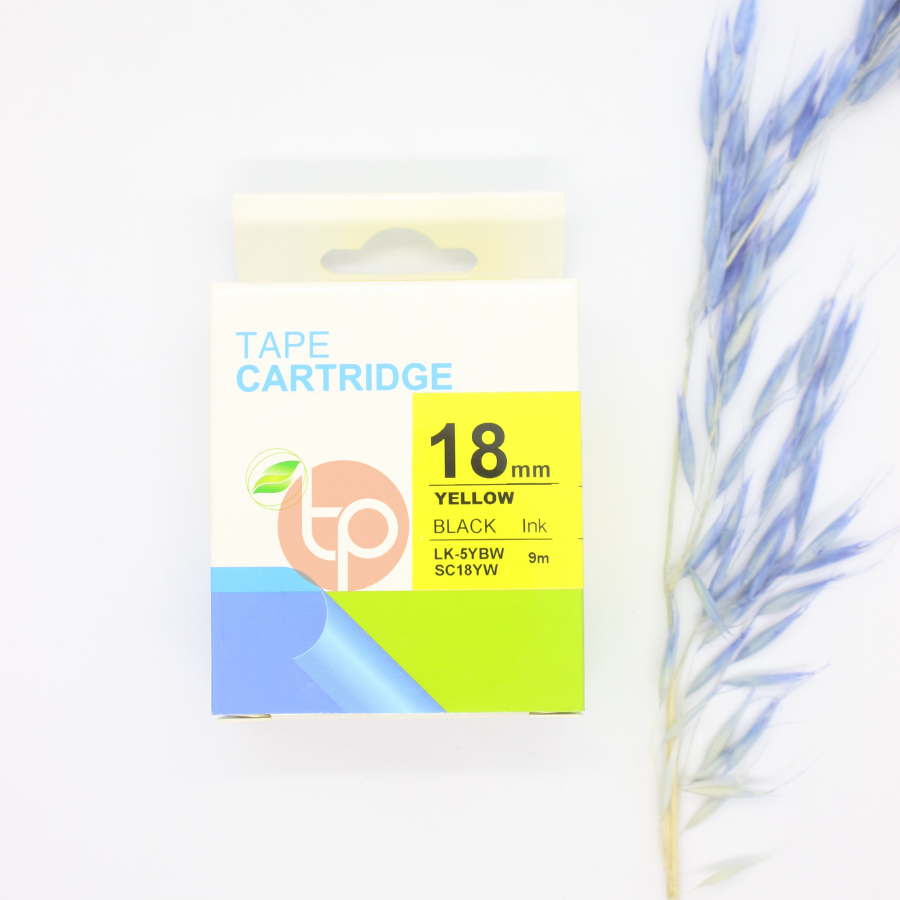 TAPE
CARTRIDGE
18mm
YELLOW
BLACK Ink
LK-5YBW 9m
SC18YW
tp